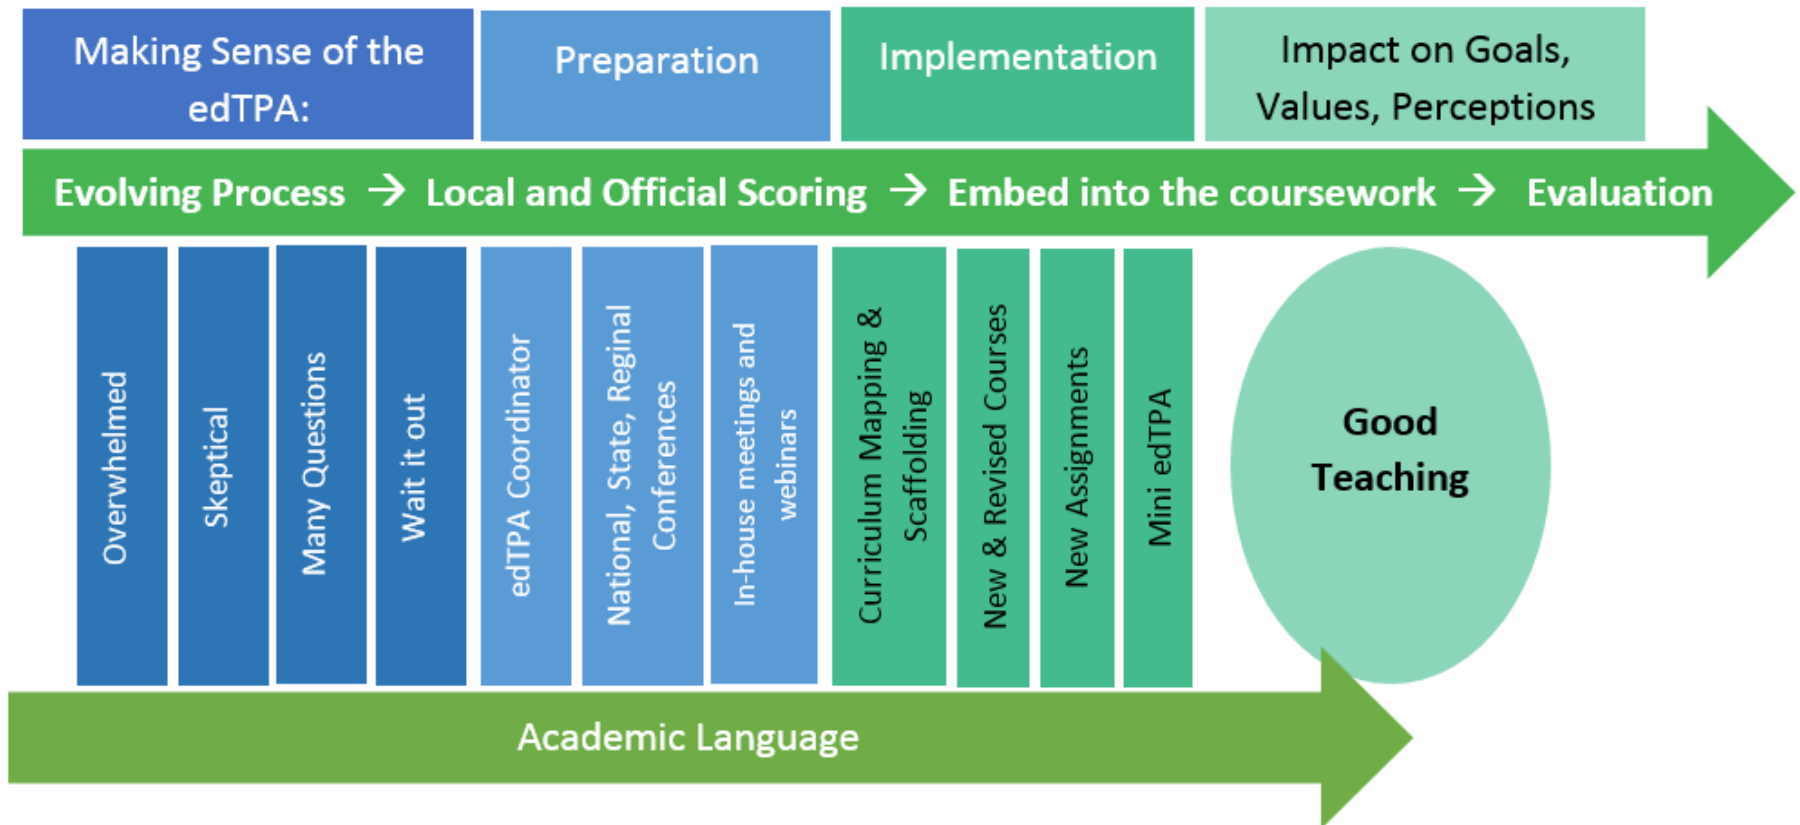 Making Sense of the
edTPA:
Preparation
Implementation
Impact on Goals,
Values, Perceptions
Evolving Process → Local and Official Scoring → Embed into the coursework → Evaluation
Overwhelmed
Skeptical
Many Questions
Wait it out
edTPA Coordinator
National, State, Reginal
Conferences
In-house meetings and
webinars
Curriculum Mapping &
Scaffolding
New & Revised Courses
New Assignments
Mini edTPA
Good
Teaching
Academic Language